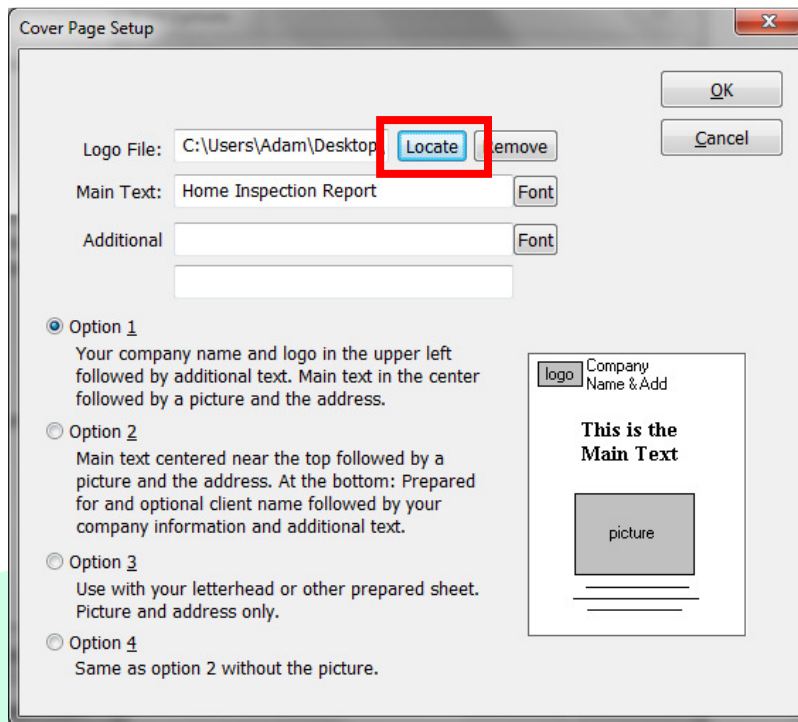 Cover Page Setup
OK
Logo File: C:\Users\Adam\Desktop\ Locate Remove
Cancel
Main Text: Home Inspection Report Font
Additional Font
Option 1
Your company name and logo in the upper left
followed by additional text. Main text in the center
followed by a picture and the address.
Option 2
Main text centered near the top followed by a
picture and the address. At the bottom: Prepared
for and optional client name followed by your
company information and additional text.
Option 3
Use with your letterhead or other prepared sheet.
Picture and address only.
Option 4
Same as option 2 without the picture.
logo Company
Name & Add
This is the
Main Text
picture